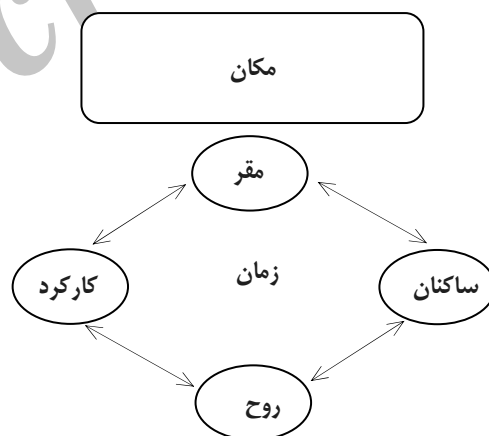 مکان
مقر
ساکنان
زمان
کارکرد
روح